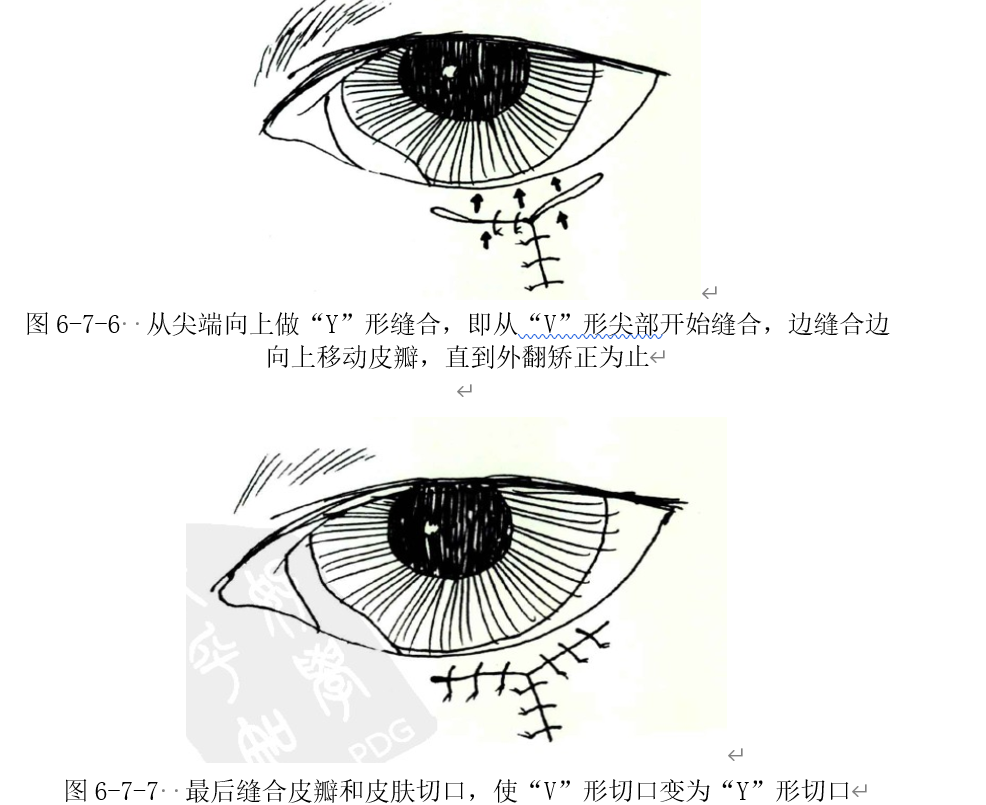 图 6-7-6 从尖端向上做“Y”形缝合，即从“V”形尖部开始缝合，边缝合边
向上移动皮瓣，直到外翻矫正为止
PDG
图 6-7-7 最后缝合皮瓣和皮肤切口，使“V”形切口变为“Y”形切口